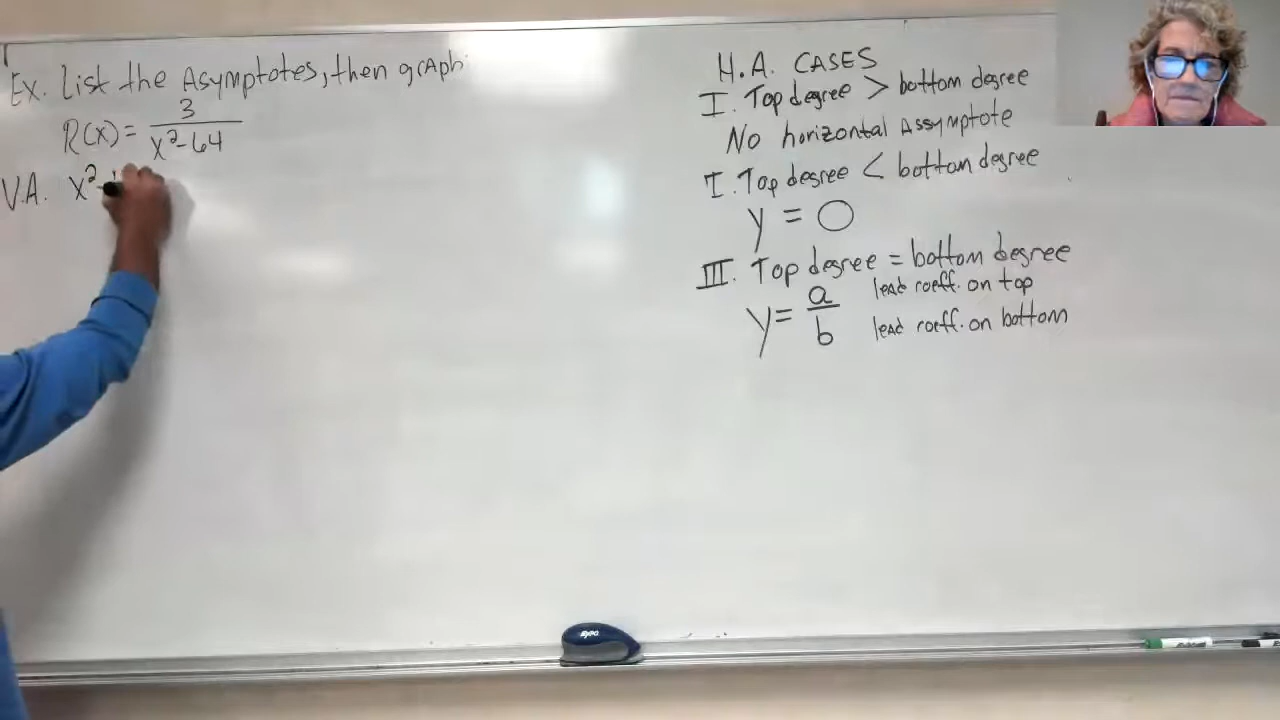 Ex. List the Asymptotes, then graph:
R(x) = 3 / x² - 64
V.A. x² -
H.A. CASES
I. Top degree > bottom degree
No horizontal Assymptote
I. Top degree < bottom degree
y = 0
III. Top degree = bottom degree
y = a / b
lead coeff. on top
lead coeff. on bottom
EXPO